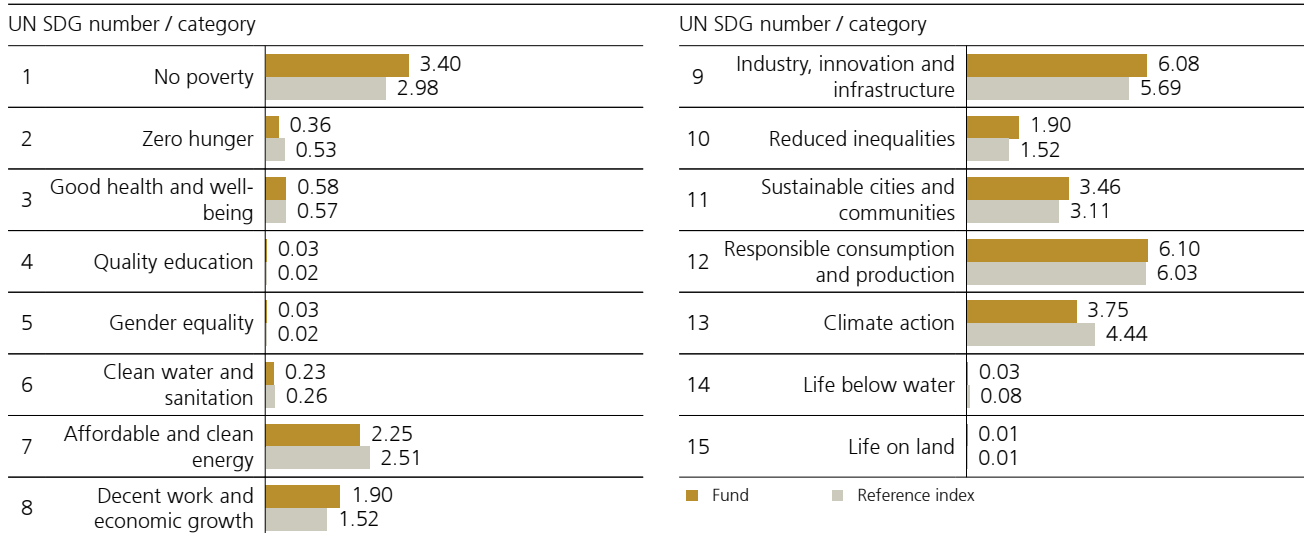 UN SDG number / category
1
No poverty
3.40
2.98
2
Zero hunger
0.36
0.53
3
Good health and well-
being
0.58
0.57
4
Quality education
0.03
0.02
5
Gender equality
0.03
0.02
6
Clean water and
sanitation
0.23
0.26
7
Affordable and clean
energy
2.25
2.51
8
Decent work and
economic growth
1.90
1.52
UN SDG number / category
9
Industry, innovation and
infrastructure
6.08
5.69
10
Reduced inequalities
1.90
1.52
11
Sustainable cities and
communities
3.46
3.11
12
Responsible consumption
and production
6.10
6.03
13
Climate action
3.75
4.44
14
Life below water
0.03
0.08
15
Life on land
0.01
0.01
Fund
Reference index